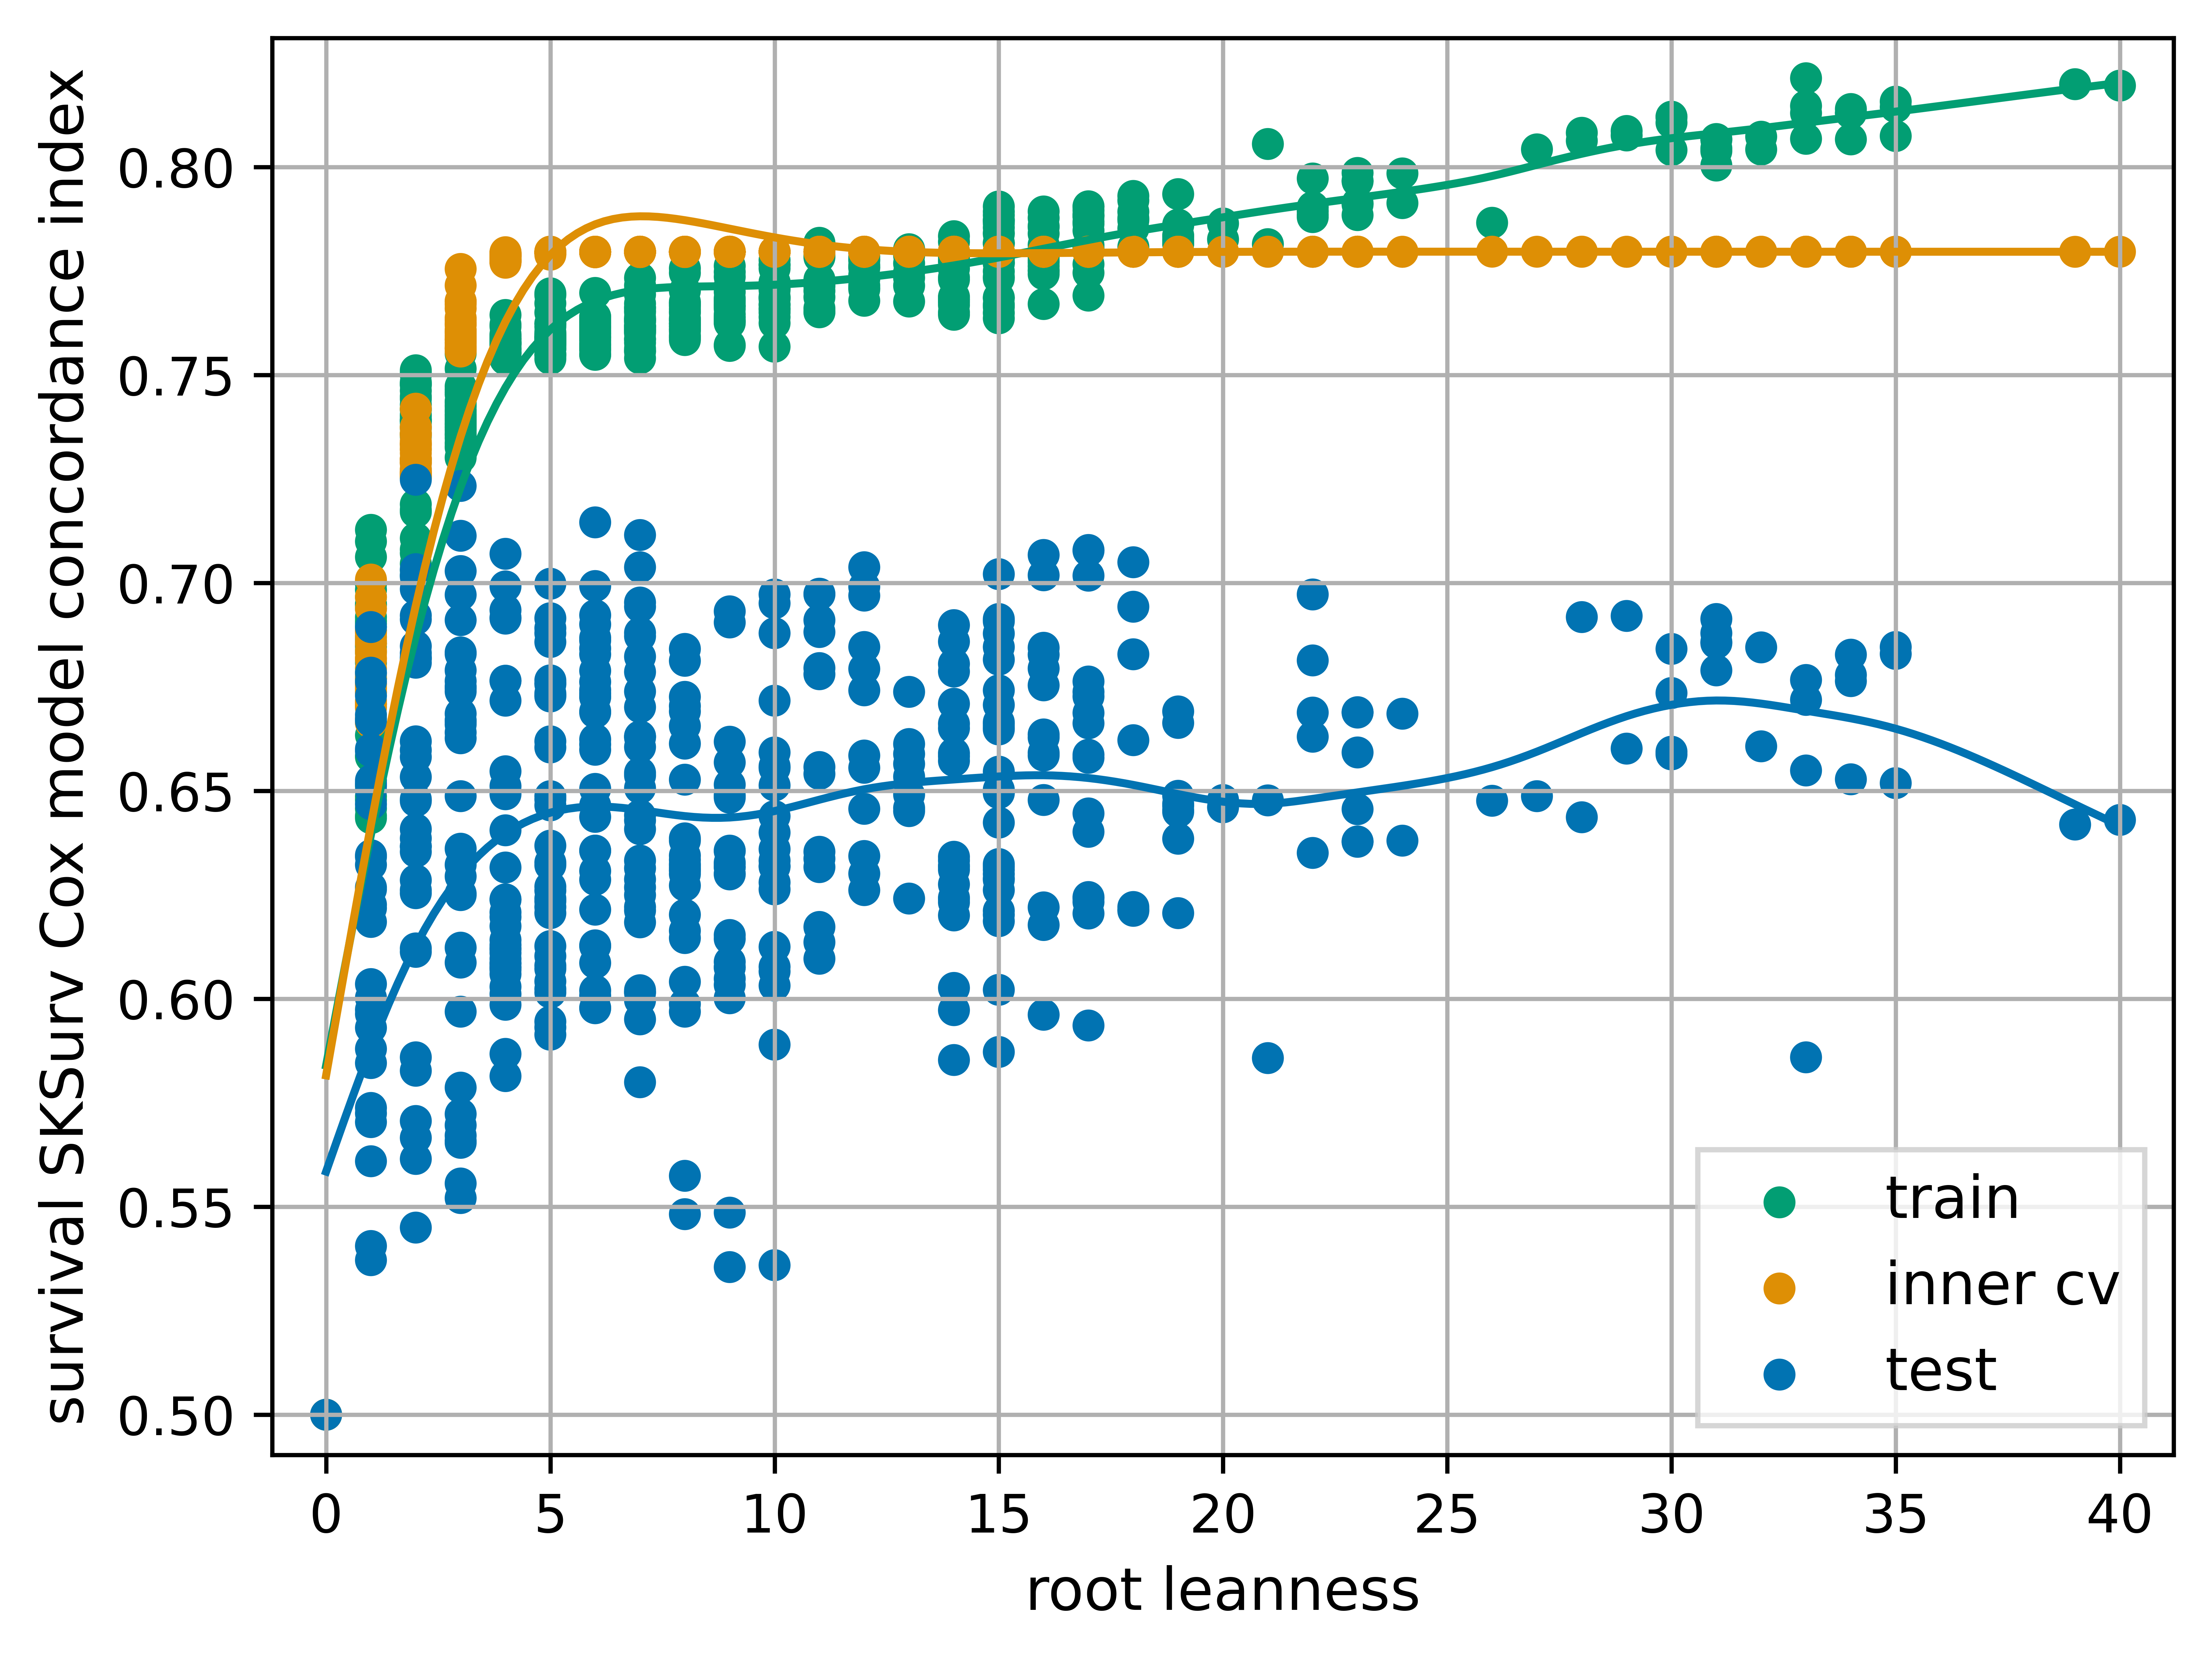 survival SKSurv Cox model concordance index
0.80
0.75
0.70
0.65
0.60
0.55
0.50
train
inner cv
test
0 5 10 15 20 25 30 35 40
root leanness